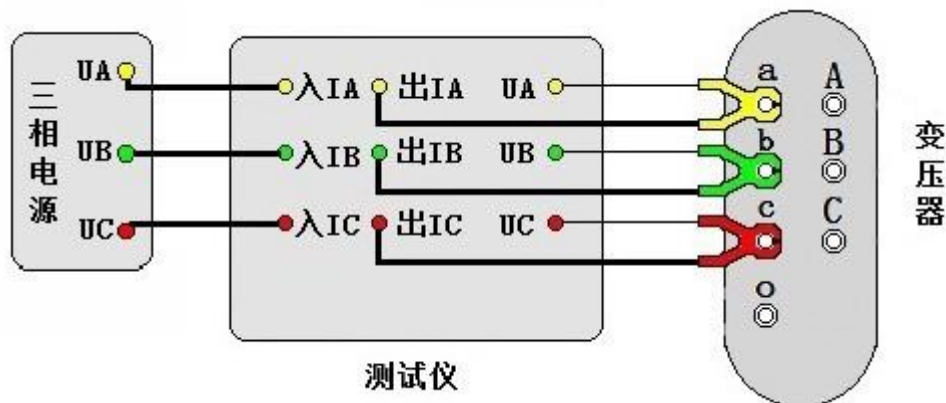 三相电源
UA
UB
UC
入IA 出IA UA
入IB 出IB UB
入IC 出IC UC
测试仪
a A
b B
c C
o
变压器